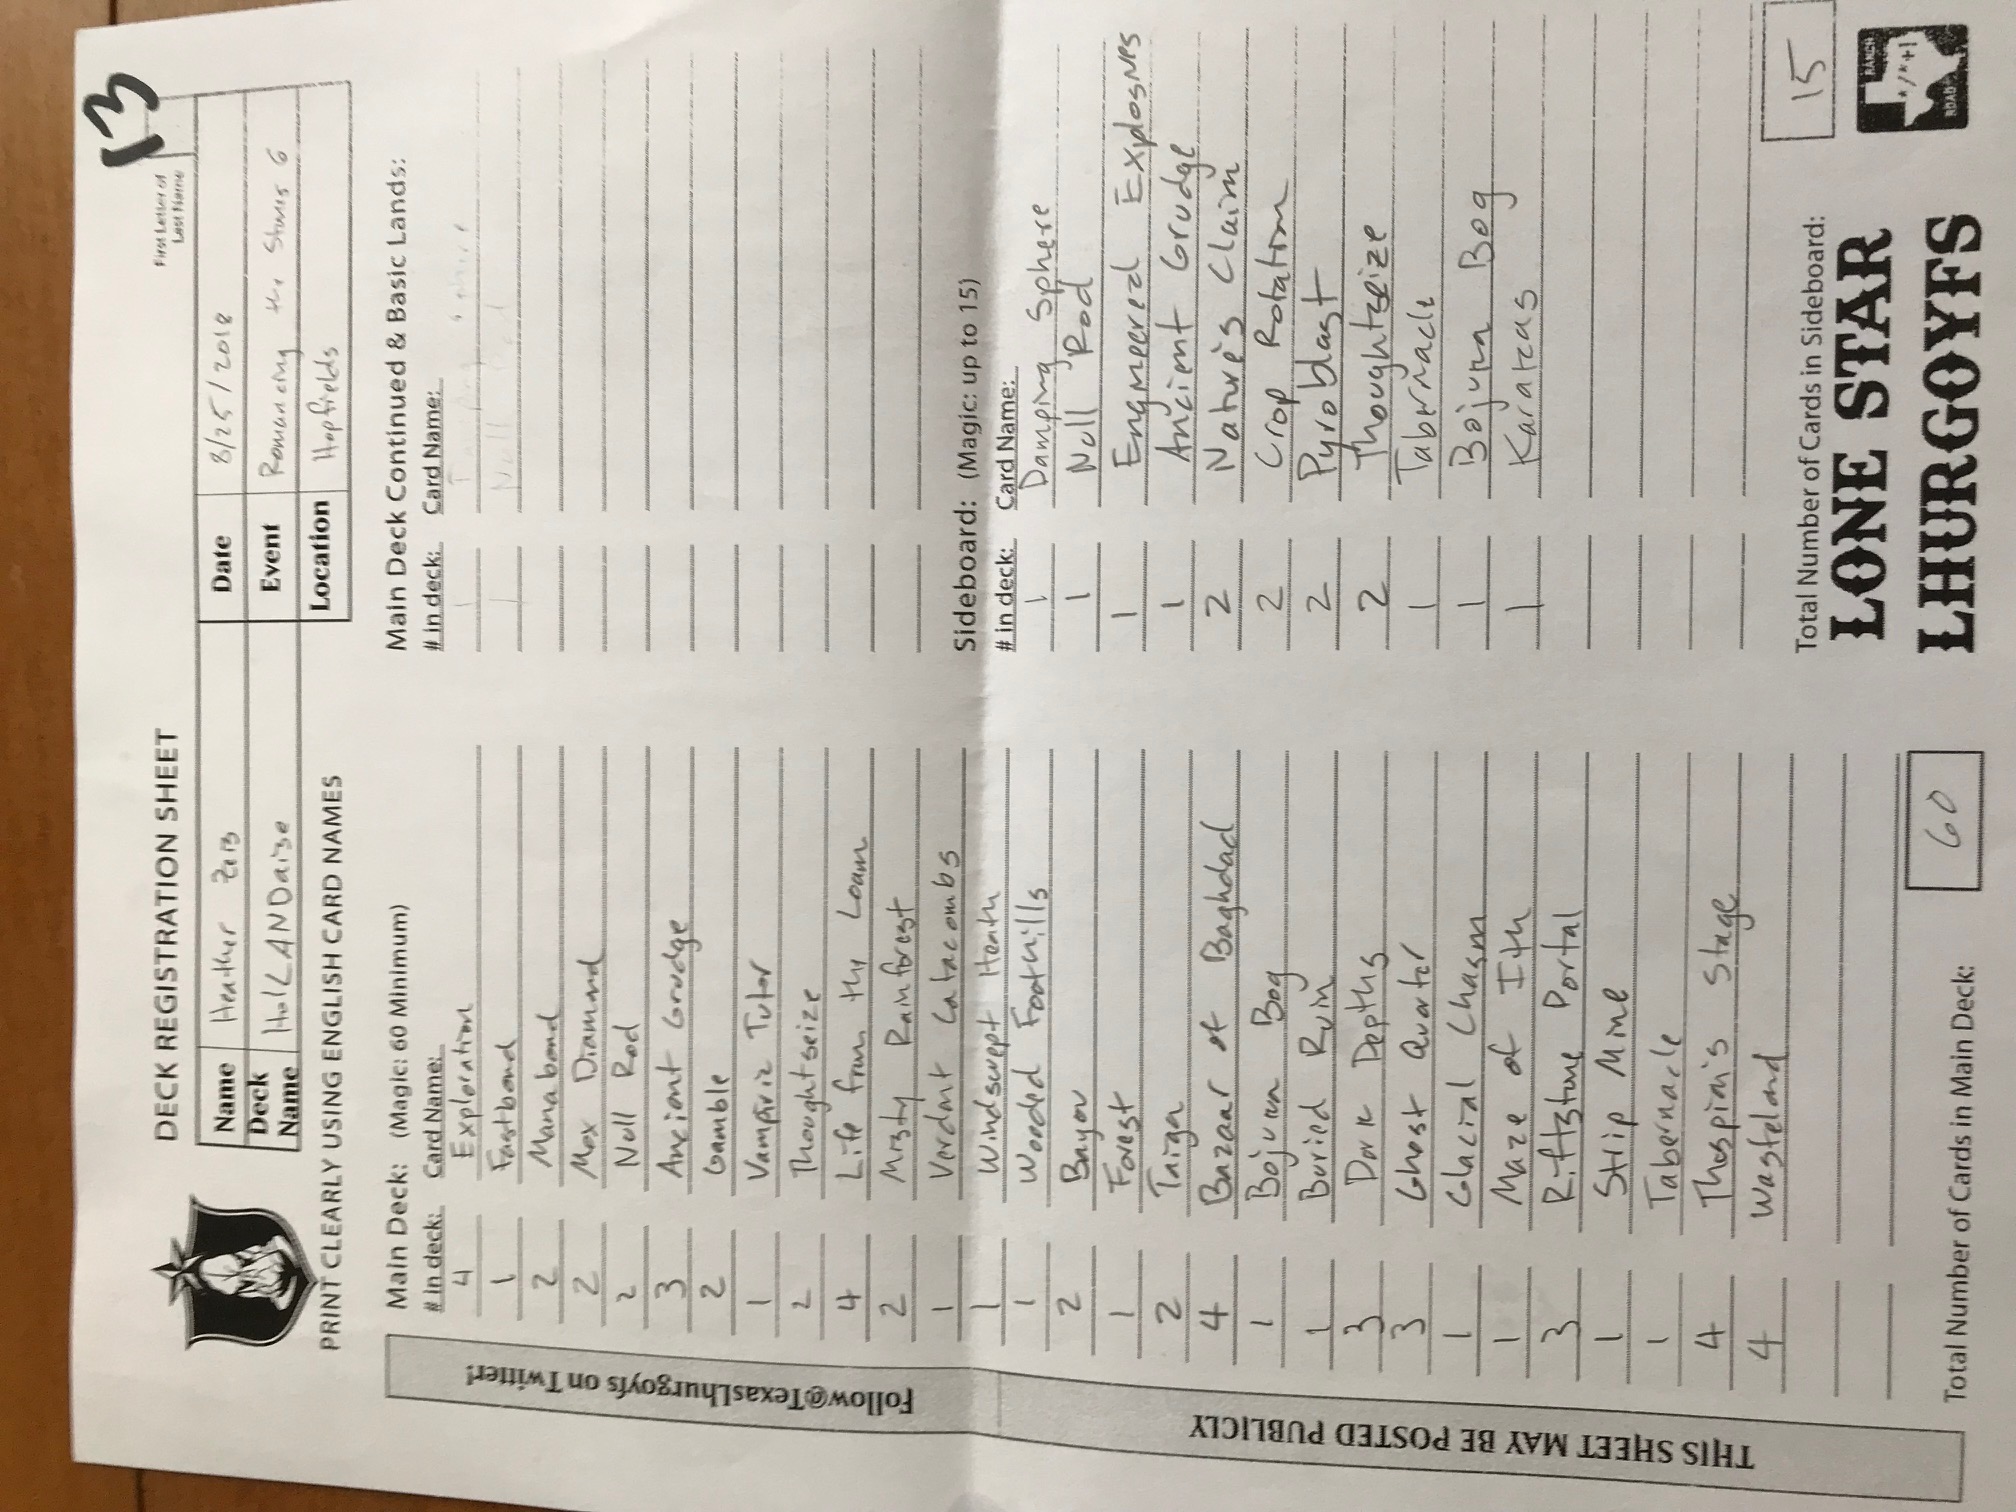 13
DECK REGISTRATION SHEET
First Letter of
Last Name
Name Heather Zeis
Date 8/25/2018
Deck
Name HolLANDaise
Event Romancing the Stones 6
Location Hopfields
PRINT CLEARLY USING ENGLISH CARD NAMES
Follow@TexasLhurgoyfs on Twitter!
THIS SHEET MAY BE POSTED PUBLICLY
Main Deck: (Magic: 60 Minimum)
# in deck: Card Name:
4 Exploration
1 Fastbond
2 Manabond
2 Mox Diamond
2 Null Rod
3 Ancient Grudge
2 Gamble
1 Vampiric Tutor
2 Thoughtseize
4 Life from the Loam
2 Misty Rainforest
1 Verdant Catacombs
1 Windswept Heath
1 Wooded Foothills
2 Bayou
1 Forest
2 Taiga
4 Bazaar of Baghdad
1 Bojuka Bog
1 Buried Ruin
3 Dark Depths
3 Ghost Quarter
1 Glacial Chasm
1 Maze of Ith
3 Riftstone Portal
1 Strip Mine
1 Tabernacle
4 Thespian's Stage
4 Wasteland
Total Number of Cards in Main Deck: 60
Main Deck Continued & Basic Lands:
# in deck: Card Name:
1 Damping Sphere
1 Null Rod
Sideboard: (Magic: up to 15)
# in deck: Card Name:
1 Damping Sphere
1 Null Rod
1 Engineered Explosives
1 Ancient Grudge
2 Nature's Claim
2 Crop Rotation
2 Pyroblast
2 Thoughtseize
1 Tabernacle
1 Bojuka Bog
1 Karakas
Total Number of Cards in Sideboard: 15
LONE STAR
LHURGOYFS
RANCH
*/*+1
ROAD